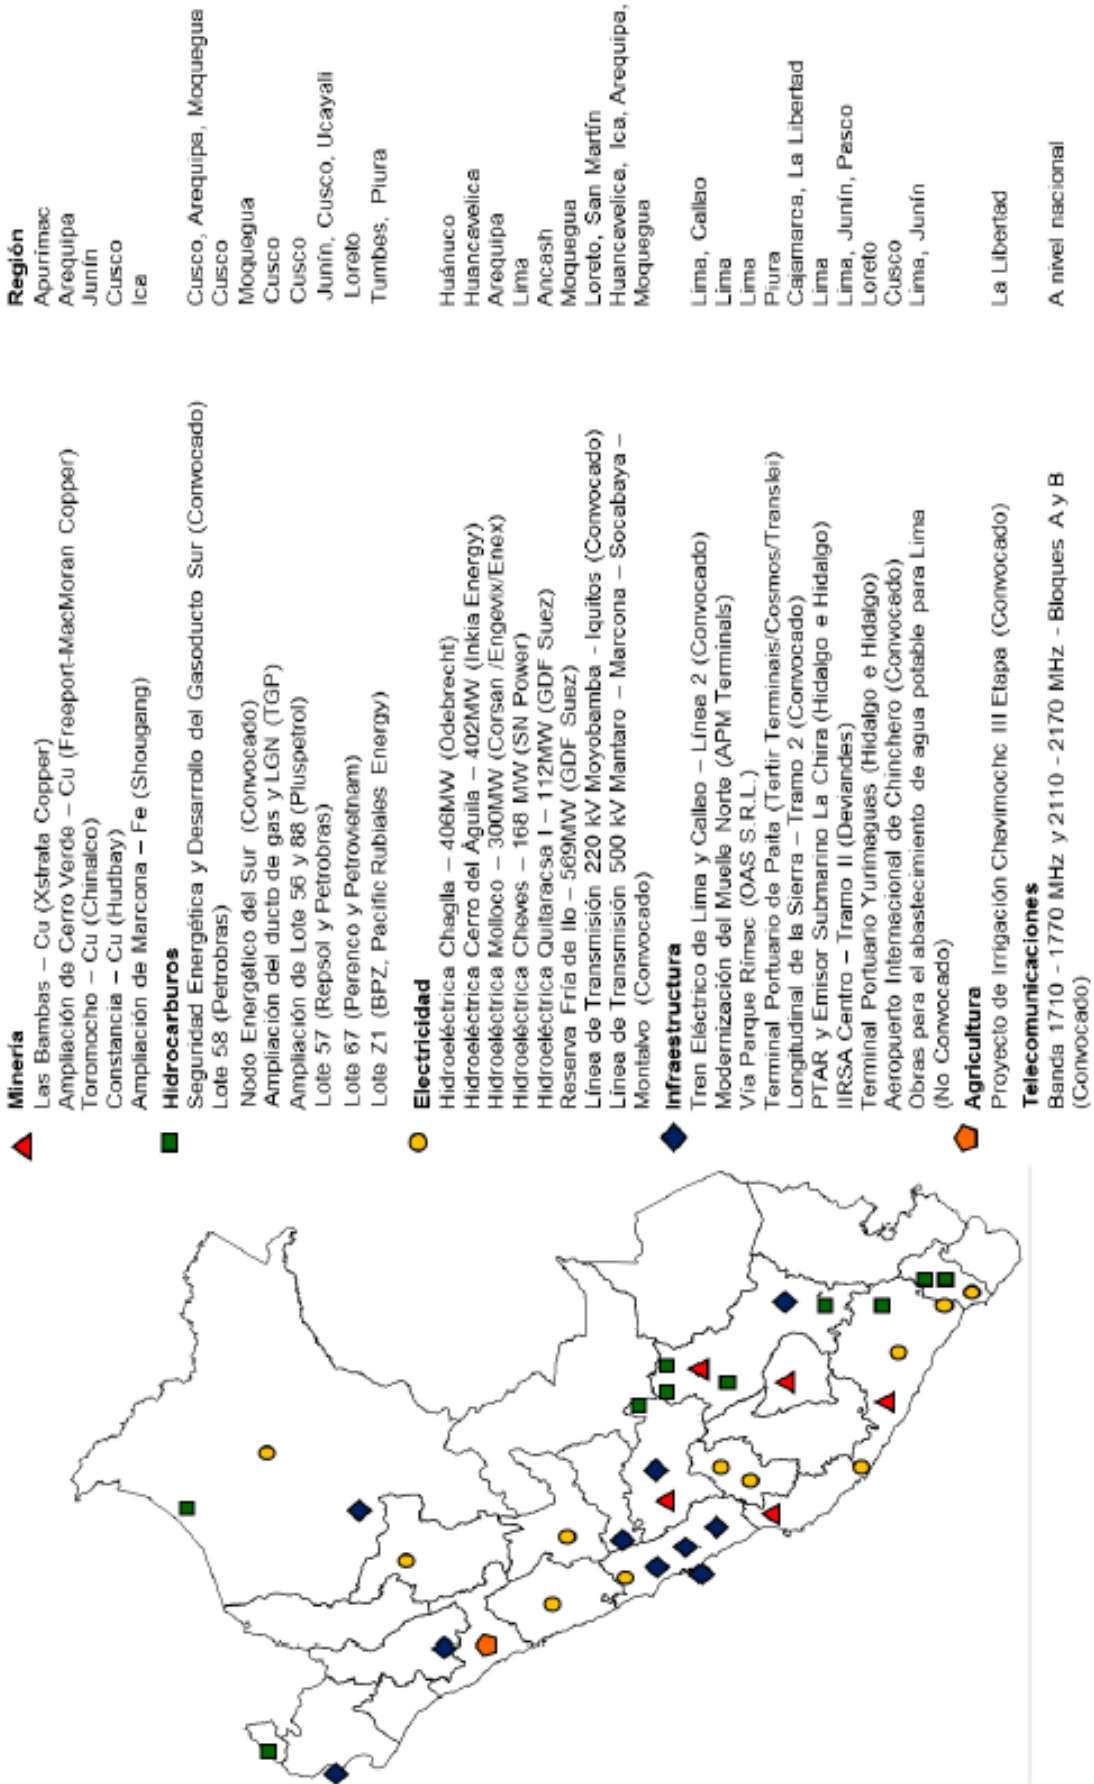 Minería Región
Las Bambas – Cu (Xstrata Copper) Apurimac
Ampliación de Cerro Verde – Cu (Freeport-MacMoran Copper) Arequipa
Toromocho – Cu (Chinalco) Junín
Constancia – Cu (Hudbay) Cusco
Ampliación de Marcona – Fe (Shougang) Ica
Hidrocarburos
Seguridad Energética y Desarrollo del Gasoducto Sur (Convocado) Cusco, Arequipa, Moquegua
Lote 58 (Petrobras) Cusco
Nodo Energético del Sur (Convocado) Moquegua
Ampliación del ducto de gas y LGN (TGP) Cusco
Ampliación de Lote 56 y 88 (Pluspetrol) Cusco
Lote 57 (Repsol y Petrobras) Junín, Cusco, Ucayali
Lote 67 (Perenco y Petrovietnam) Loreto
Lote Z1 (BPZ, Pacific Rubiales Energy) Tumbes, Piura
Electricidad
Hidroeléctrica Chaglla – 406MW (Odebrecht) Huánuco
Hidroeléctrica Cerro del Águila – 402MW (Inkia Energy) Huancavelica
Hidroeléctrica Molloco – 300MW (Corsan /Engevix/Enex) Arequipa
Hidroeléctrica Cheves – 168 MW (SN Power) Lima
Hidroeléctrica Quitaracsa I – 112MW (GDF Suez) Ancash
Reserva Fría de Ilo – 569MW (GDF Suez) Moquegua
Línea de Transmisión 220 kV Moyobamba - Iquitos (Convocado) Loreto, San Martín
Línea de Transmisión 500 kV Mantaro – Marcona – Socabaya – Huancavelica, Ica, Arequipa,
Montalvo (Convocado) Moquegua
Infraestructura
Tren Eléctrico de Lima y Callao – Línea 2 (Convocado) Lima, Callao
Modernización del Muelle Norte (APM Terminals) Lima
Vía Parque Rímac (OAS S.R.L.) Lima
Terminal Portuario de Paita (Tertir Terminais/Cosmos/Translei) Piura
Longitudinal de la Sierra – Tramo 2 (Convocado) Cajamarca, La Libertad
PTAR y Emisor Submarino La Chira (Hidalgo e Hidalgo) Lima
IIRSA Centro – Tramo II (Deviandes) Lima, Junín, Pasco
Terminal Portuario Yurimaguas (Hidalgo e Hidalgo) Loreto
Aeropuerto Internacional de Chinchero (Convocado) Cusco
Obras para el abastecimiento de agua potable para Lima Lima, Junín
(No Convocado)
Agricultura
Proyecto de Irrigación Chavimochc III Etapa (Convocado) La Libertad
Telecomunicaciones
Banda 1710 - 1770 MHz y 2110 - 2170 MHz - Bloques A y B A nivel nacional
(Convocado)